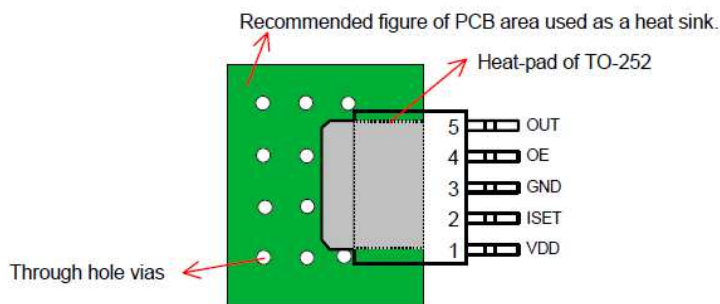 Recommended figure of PCB area used as a heat sink.
Heat-pad of TO-252
5 OUT
4 OE
3 GND
2 ISET
1 VDD
Through hole vias